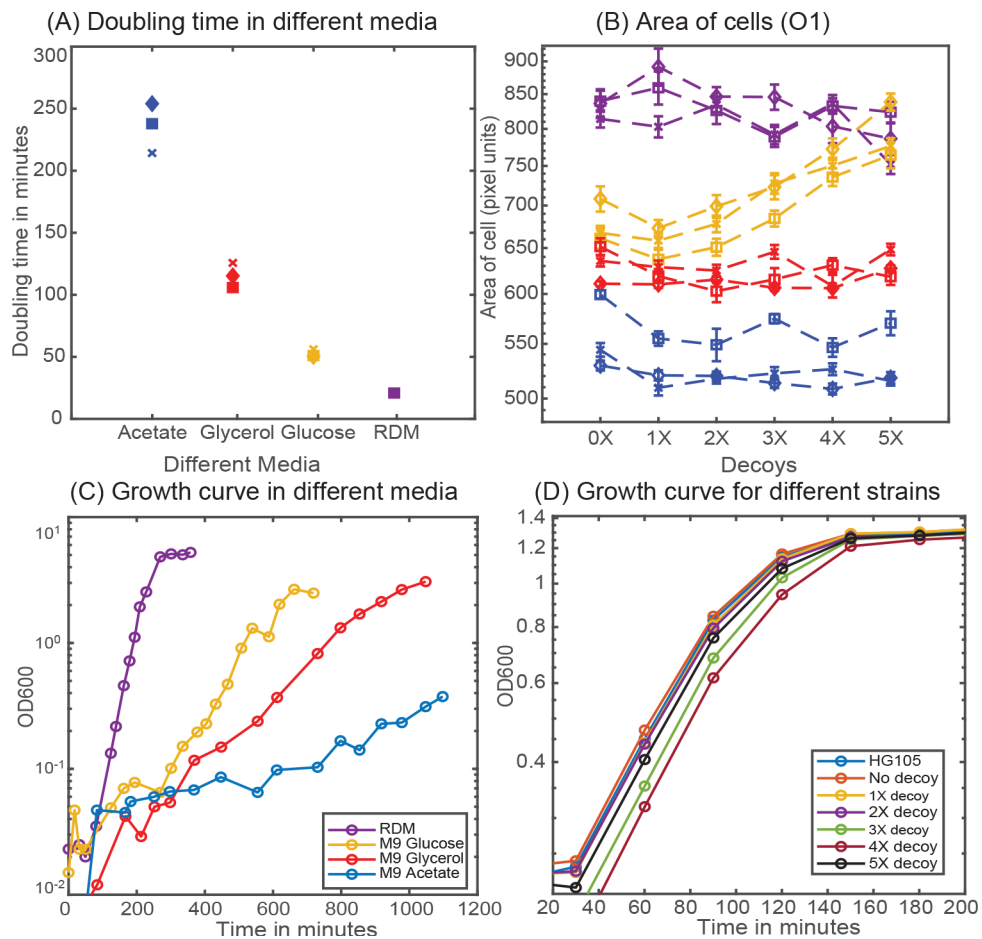 (A) Doubling time in different media
Doubling time in minutes
300
250
200
150
100
50
0
Acetate Glycerol Glucose RDM
Different Media
(B) Area of cells (O1)
Area of cell (pixel units)
900
850
800
750
700
650
600
550
500
0X 1X 2X 3X 4X 5X
Decoys
(C) Growth curve in different media
OD600
10^1
10^0
10^-1
10^-2
0 200 400 600 800 1000 1200
Time in minutes
RDM
M9 Glucose
M9 Glycerol
M9 Acetate
(D) Growth curve for different strains
OD600
1.4
1.2
1
0.8
0.6
0.4
20 40 60 80 100 120 140 160 180 200
Time in minutes
HG105
No decoy
1X decoy
2X decoy
3X decoy
4X decoy
5X decoy